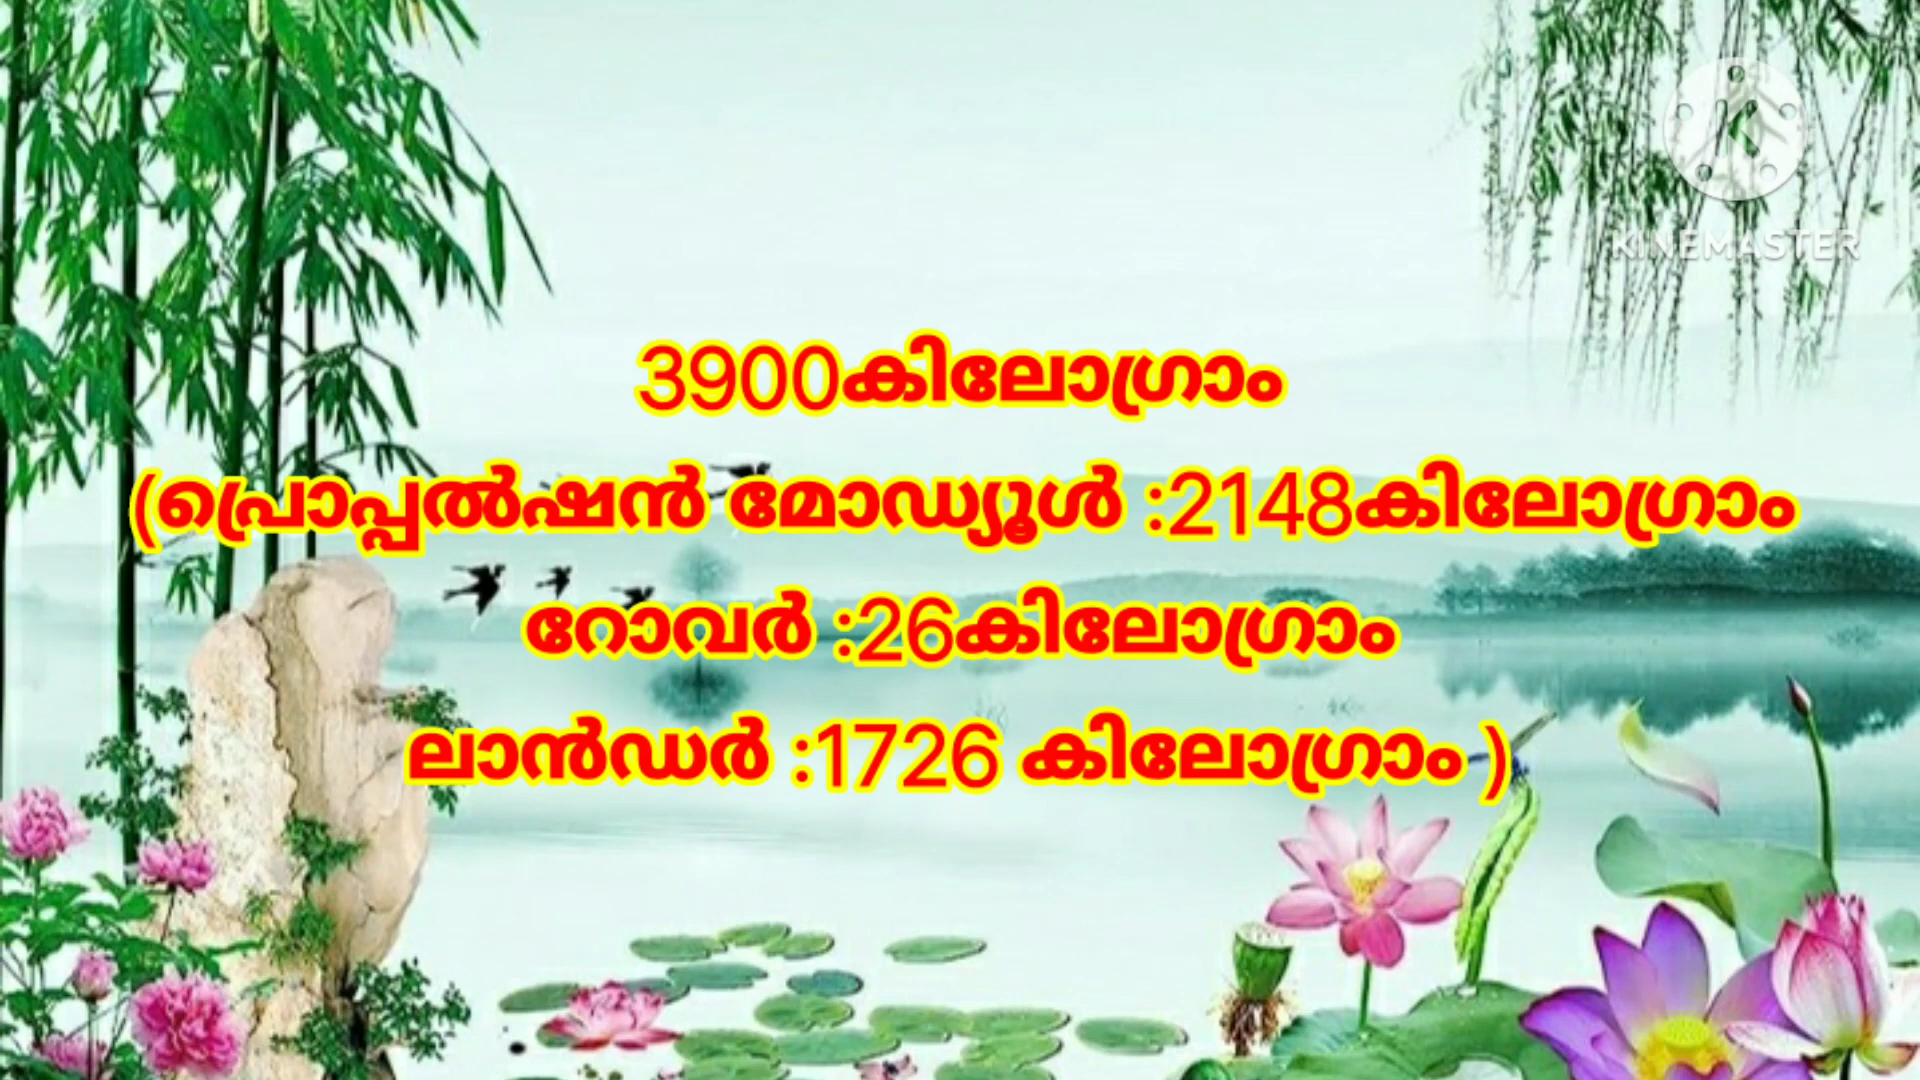 KINEMASTER
3900കിലോഗ്രാം
(പ്രൊപ്പൽഷൻ മോഡ്യൂൾ :2148കിലോഗ്രാം
റോവർ :26കിലോഗ്രാം
ലാൻഡർ :1726 കിലോഗ്രാം )